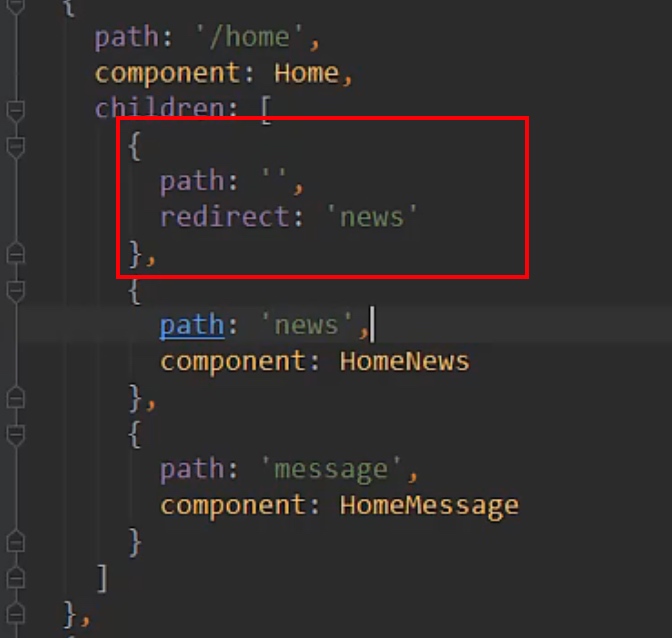 {
path: '/home',
component: Home,
children: [
{
path: '',
redirect: 'news'
},
{
path: 'news',
component: HomeNews
},
{
path: 'message',
component: HomeMessage
}
]
},